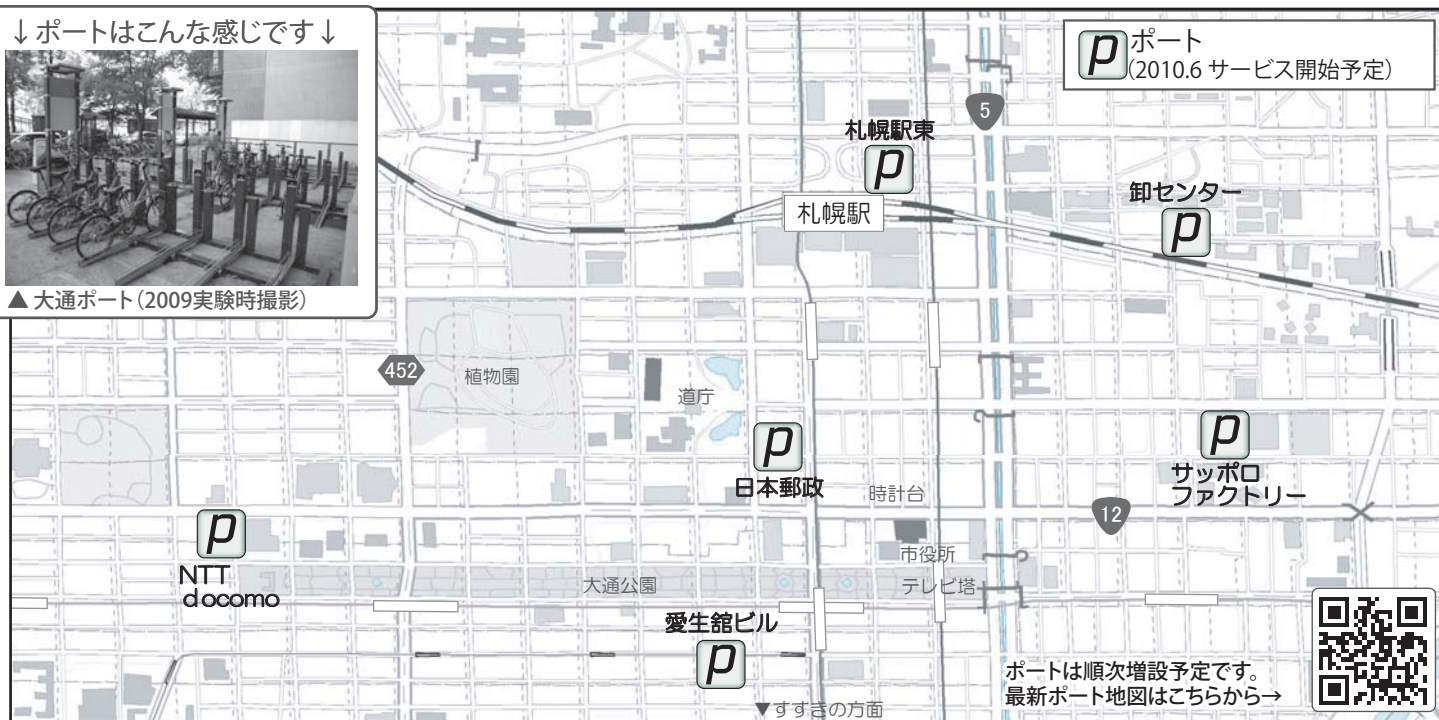 ↓ポートはこんな感じです↓
▲ 大通ポート(2009実験時撮影)
p ポート
(2010.6 サービス開始予定)
5
札幌駅東
p
札幌駅
卸センター
p
452
植物園
道庁
p
日本郵政
時計台
p
サッポロ
ファクトリー
12
p
NTT
docomo
市役所
大通公園
テレビ塔
愛生舘ビル
p
ポートは順次増設予定です。
最新ポート地図はこちらから→
▼すすきの方面